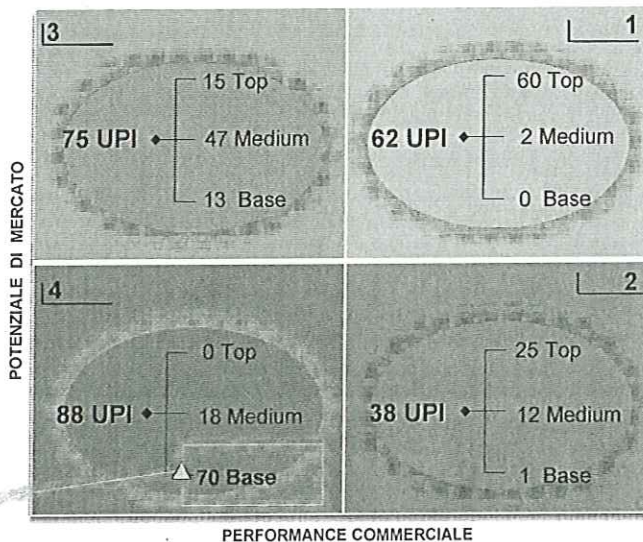 3
15 Top
75 UPI
47 Medium
13 Base
1
60 Top
62 UPI
2 Medium
0 Base
POTENZIALE DI MERCATO
4
0 Top
88 UPI
18 Medium
70 Base
2
25 Top
38 UPI
12 Medium
1 Base
PERFORMANCE COMMERCIALE